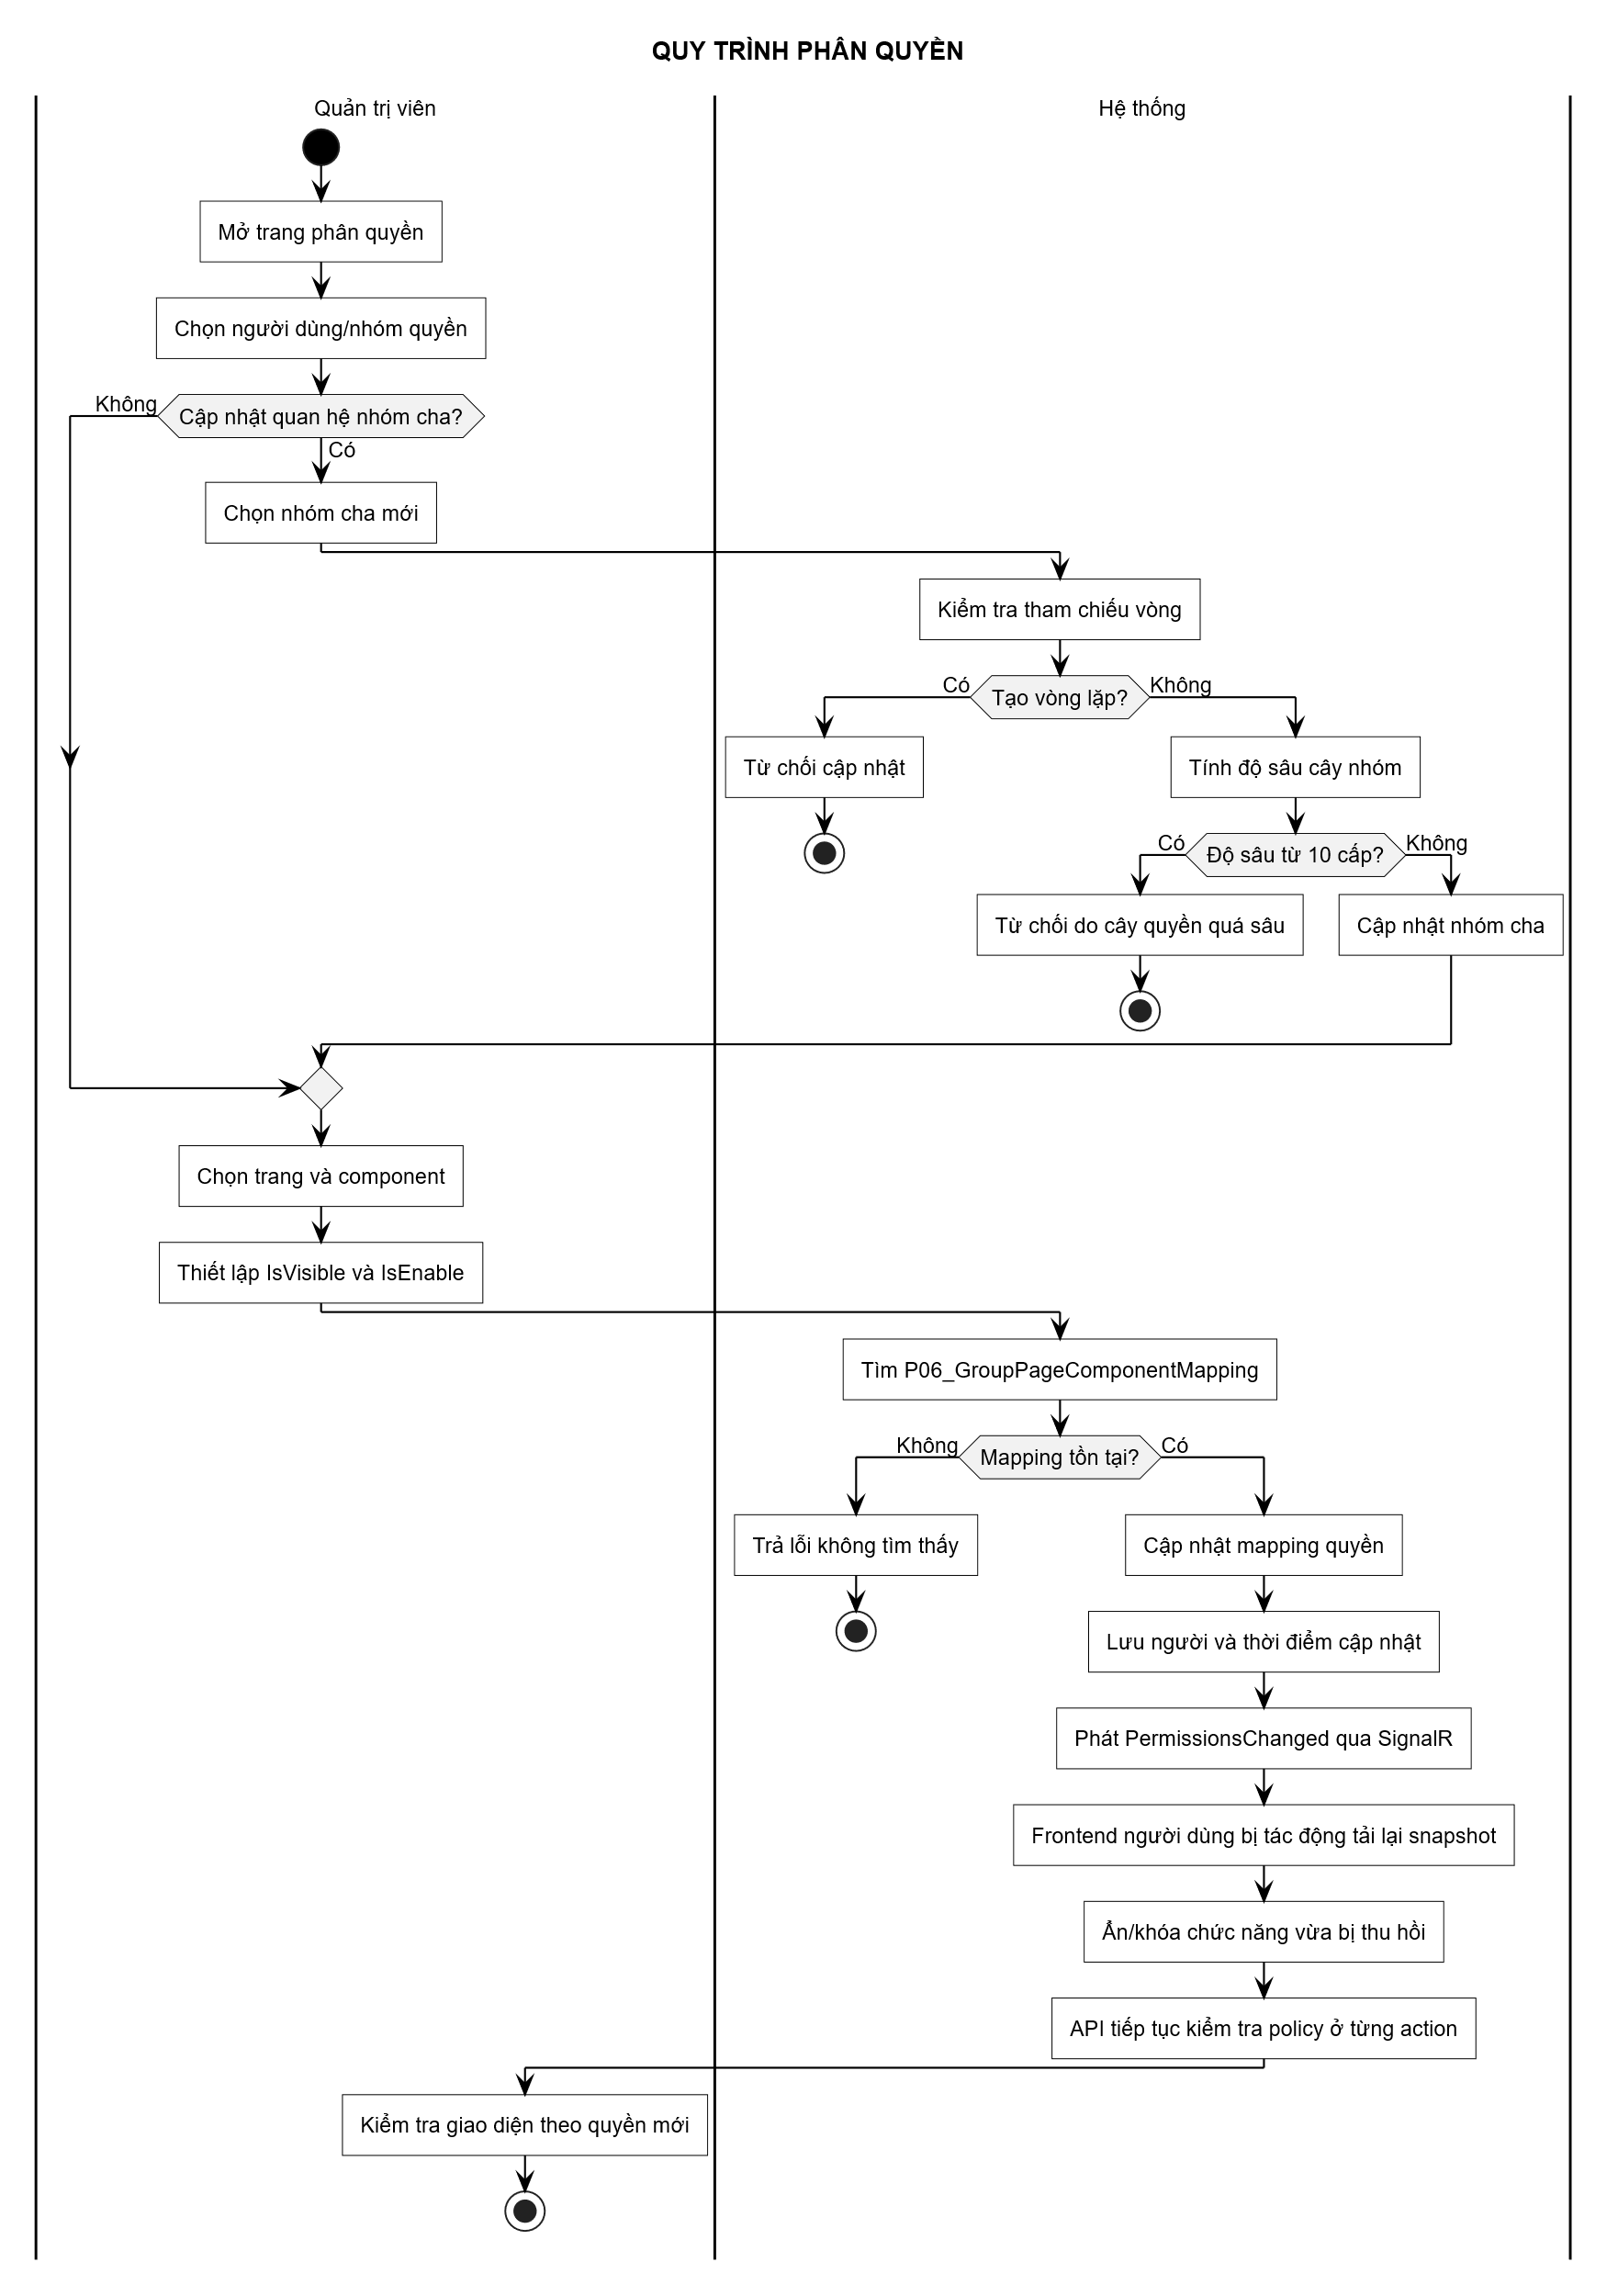 QUY TRÌNH PHÂN QUYỀN
Quản trị viên
Hệ thống
Mở trang phân quyền
Chọn người dùng/nhóm quyền
Không
Cập nhật quan hệ nhóm cha?
Có
Chọn nhóm cha mới
Kiểm tra tham chiếu vòng
Có
Tạo vòng lặp?
Không
Từ chối cập nhật
Tính độ sâu cây nhóm
Có
Độ sâu từ 10 cấp?
Không
Từ chối do cây quyền quá sâu
Cập nhật nhóm cha
Chọn trang và component
Thiết lập IsVisible và IsEnable
Tìm P06_GroupPageComponentMapping
Không
Mapping tồn tại?
Có
Trả lỗi không tìm thấy
Cập nhật mapping quyền
Lưu người và thời điểm cập nhật
Phát PermissionsChanged qua SignalR
Frontend người dùng bị tác động tải lại snapshot
Ẩn/khóa chức năng vừa bị thu hồi
API tiếp tục kiểm tra policy ở từng action
Kiểm tra giao diện theo quyền mới